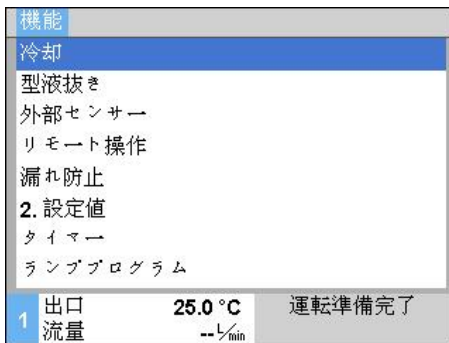 機能
冷却
型液抜き
外部センサー
リモート操作
漏れ防止
2. 設定値
タイマー
ランププログラム
1 出口 25.0 °C 運転準備完了
流量 -- L/min